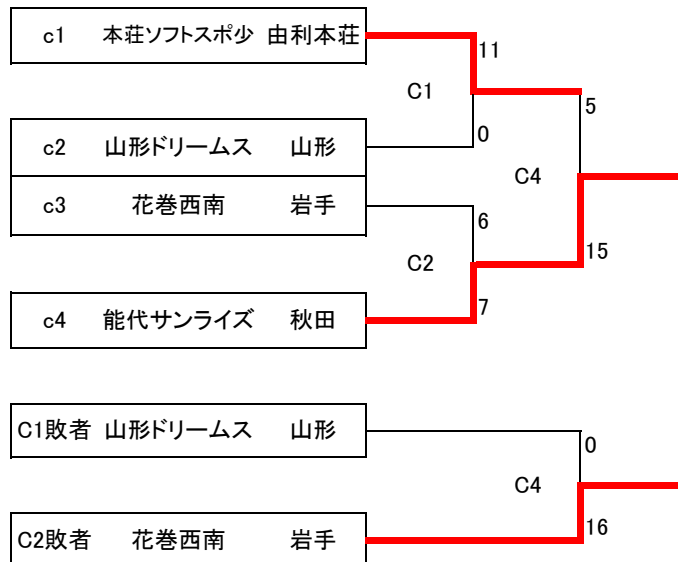 c1 本荘ソフトスポ少 由利本荘
11
C1
5
0
c2 山形ドリームス 山形
C4
c3 花巻西南 岩手
6
15
C2
7
c4 能代サンライズ 秋田
C1敗者 山形ドリームス 山形
0
C4
16
C2敗者 花巻西南 岩手